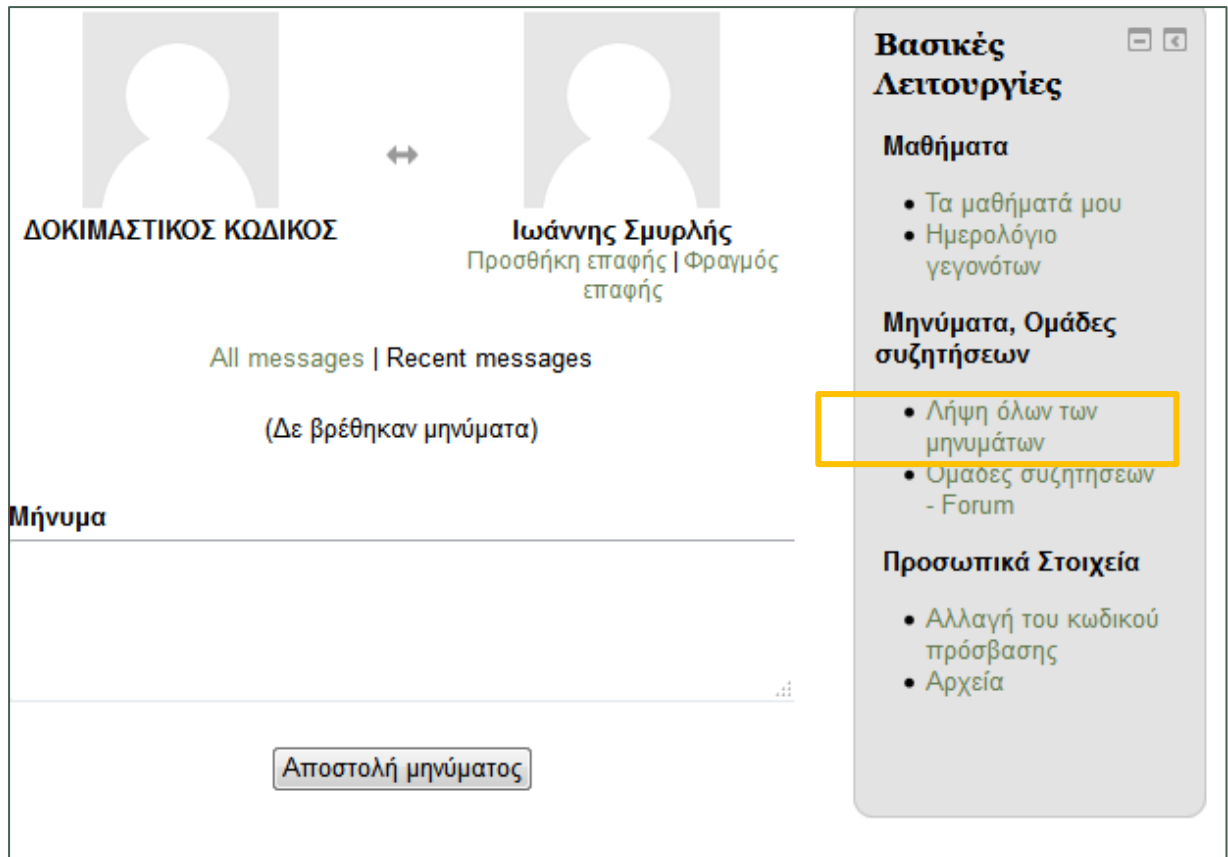 ΔΟΚΙΜΑΣΤΙΚΟΣ ΚΩΔΙΚΟΣ
Ιωάννης Σμυρλής
Προσθήκη επαφής | Φραγμός
επαφής
All messages | Recent messages
(Δε βρέθηκαν μηνύματα)
Μήνυμα
Αποστολή μηνύματος
Βασικές
Λειτουργίες
Μαθήματα
Τα μαθήματά μου
Ημερολόγιο
γεγονότων
Μηνύματα, Ομάδες
συζητήσεων
Λήψη όλων των
μηνυμάτων
Ομάδες συζητήσεων
- Forum
Προσωπικά Στοιχεία
Αλλαγή του κωδικού
πρόσβασης
Αρχεία